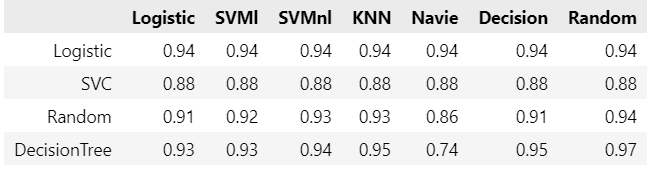 Logistic SVMl SVMnl KNN Navie Decision Random
Logistic 0.94 0.94 0.94 0.94 0.94 0.94 0.94
SVC 0.88 0.88 0.88 0.88 0.88 0.88 0.88
Random 0.91 0.92 0.93 0.93 0.86 0.91 0.94
DecisionTree 0.93 0.93 0.94 0.95 0.74 0.95 0.97